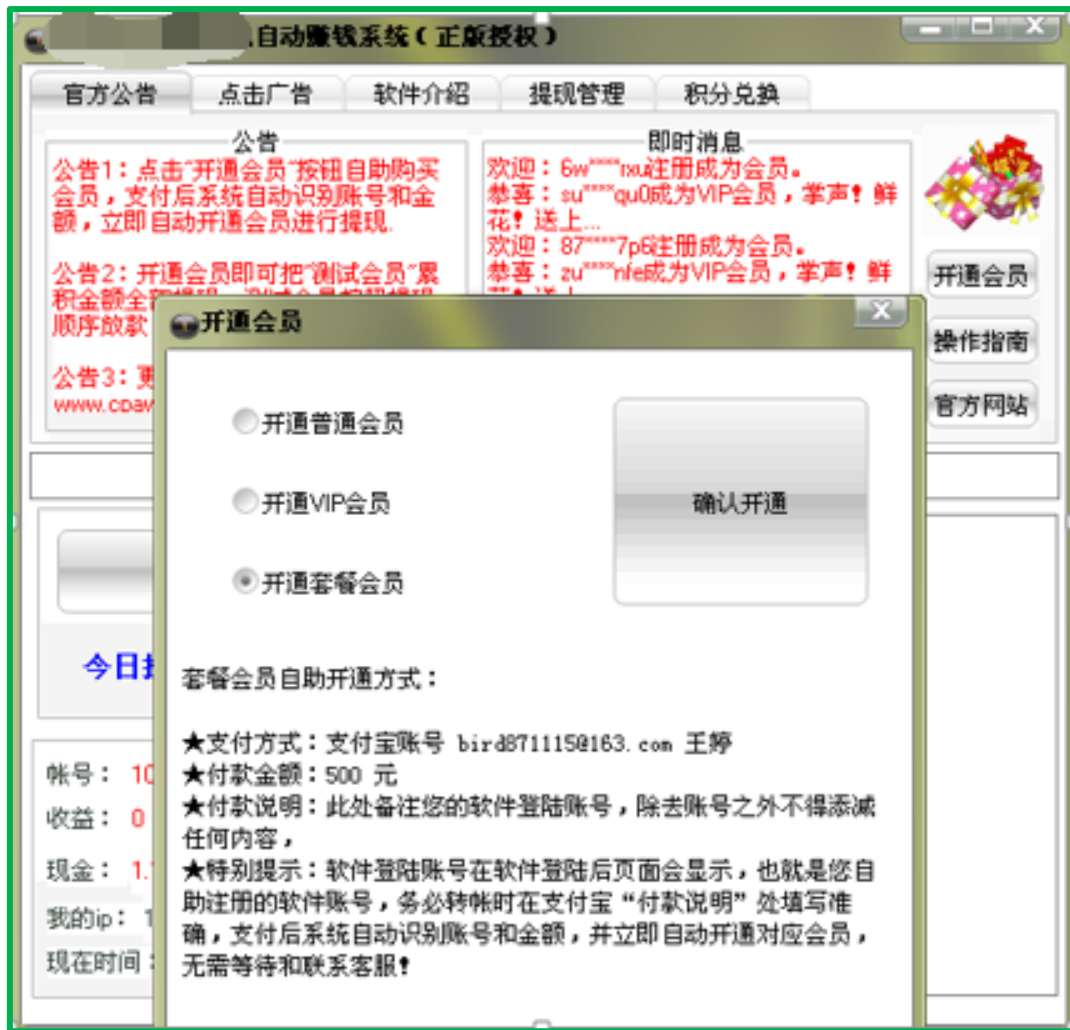 自动赚钱系统(正版授权)
官方公告
点击广告
软件介绍
提现管理
积分兑换
公告
公告1:点击"开通会员"按钮自助购买
会员,支付后系统自动识别账号和金
额,立即自动开通会员进行提现.
公告2:开通会员即可把"测试会员"累
积金额全
顺序放款
公告3:更
www.cpaw
即时消息
欢迎:6w****rxu注册成为会员。
恭喜:su****qu0成为VIP会员,掌声!鲜
花!送上...
欢迎:87****7p6注册成为会员。
恭喜:zu****nfe成为VIP会员,掌声!鲜
开通会员
操作指南
官方网站
开通会员
开通普通会员
开通VIP会员
开通套餐会员
确认开通
套餐会员自助开通方式:
★支付方式:支付宝账号 bird871115@163.com 王婷
★付款金额:500 元
★付款说明:此处备注您的软件登陆账号,除去账号之外不得添减
任何内容,
★特别提示:软件登陆账号在软件登陆后页面会显示,也就是您自
助注册的软件账号,务必转帐时在支付宝“付款说明”处填写准
确,支付后系统自动识别账号和金额,并立即自动开通对应会员,
无需等待和联系客服!
今日
帐号: 10
收益: 0
现金: 1.
我的ip: 1
现在时间: